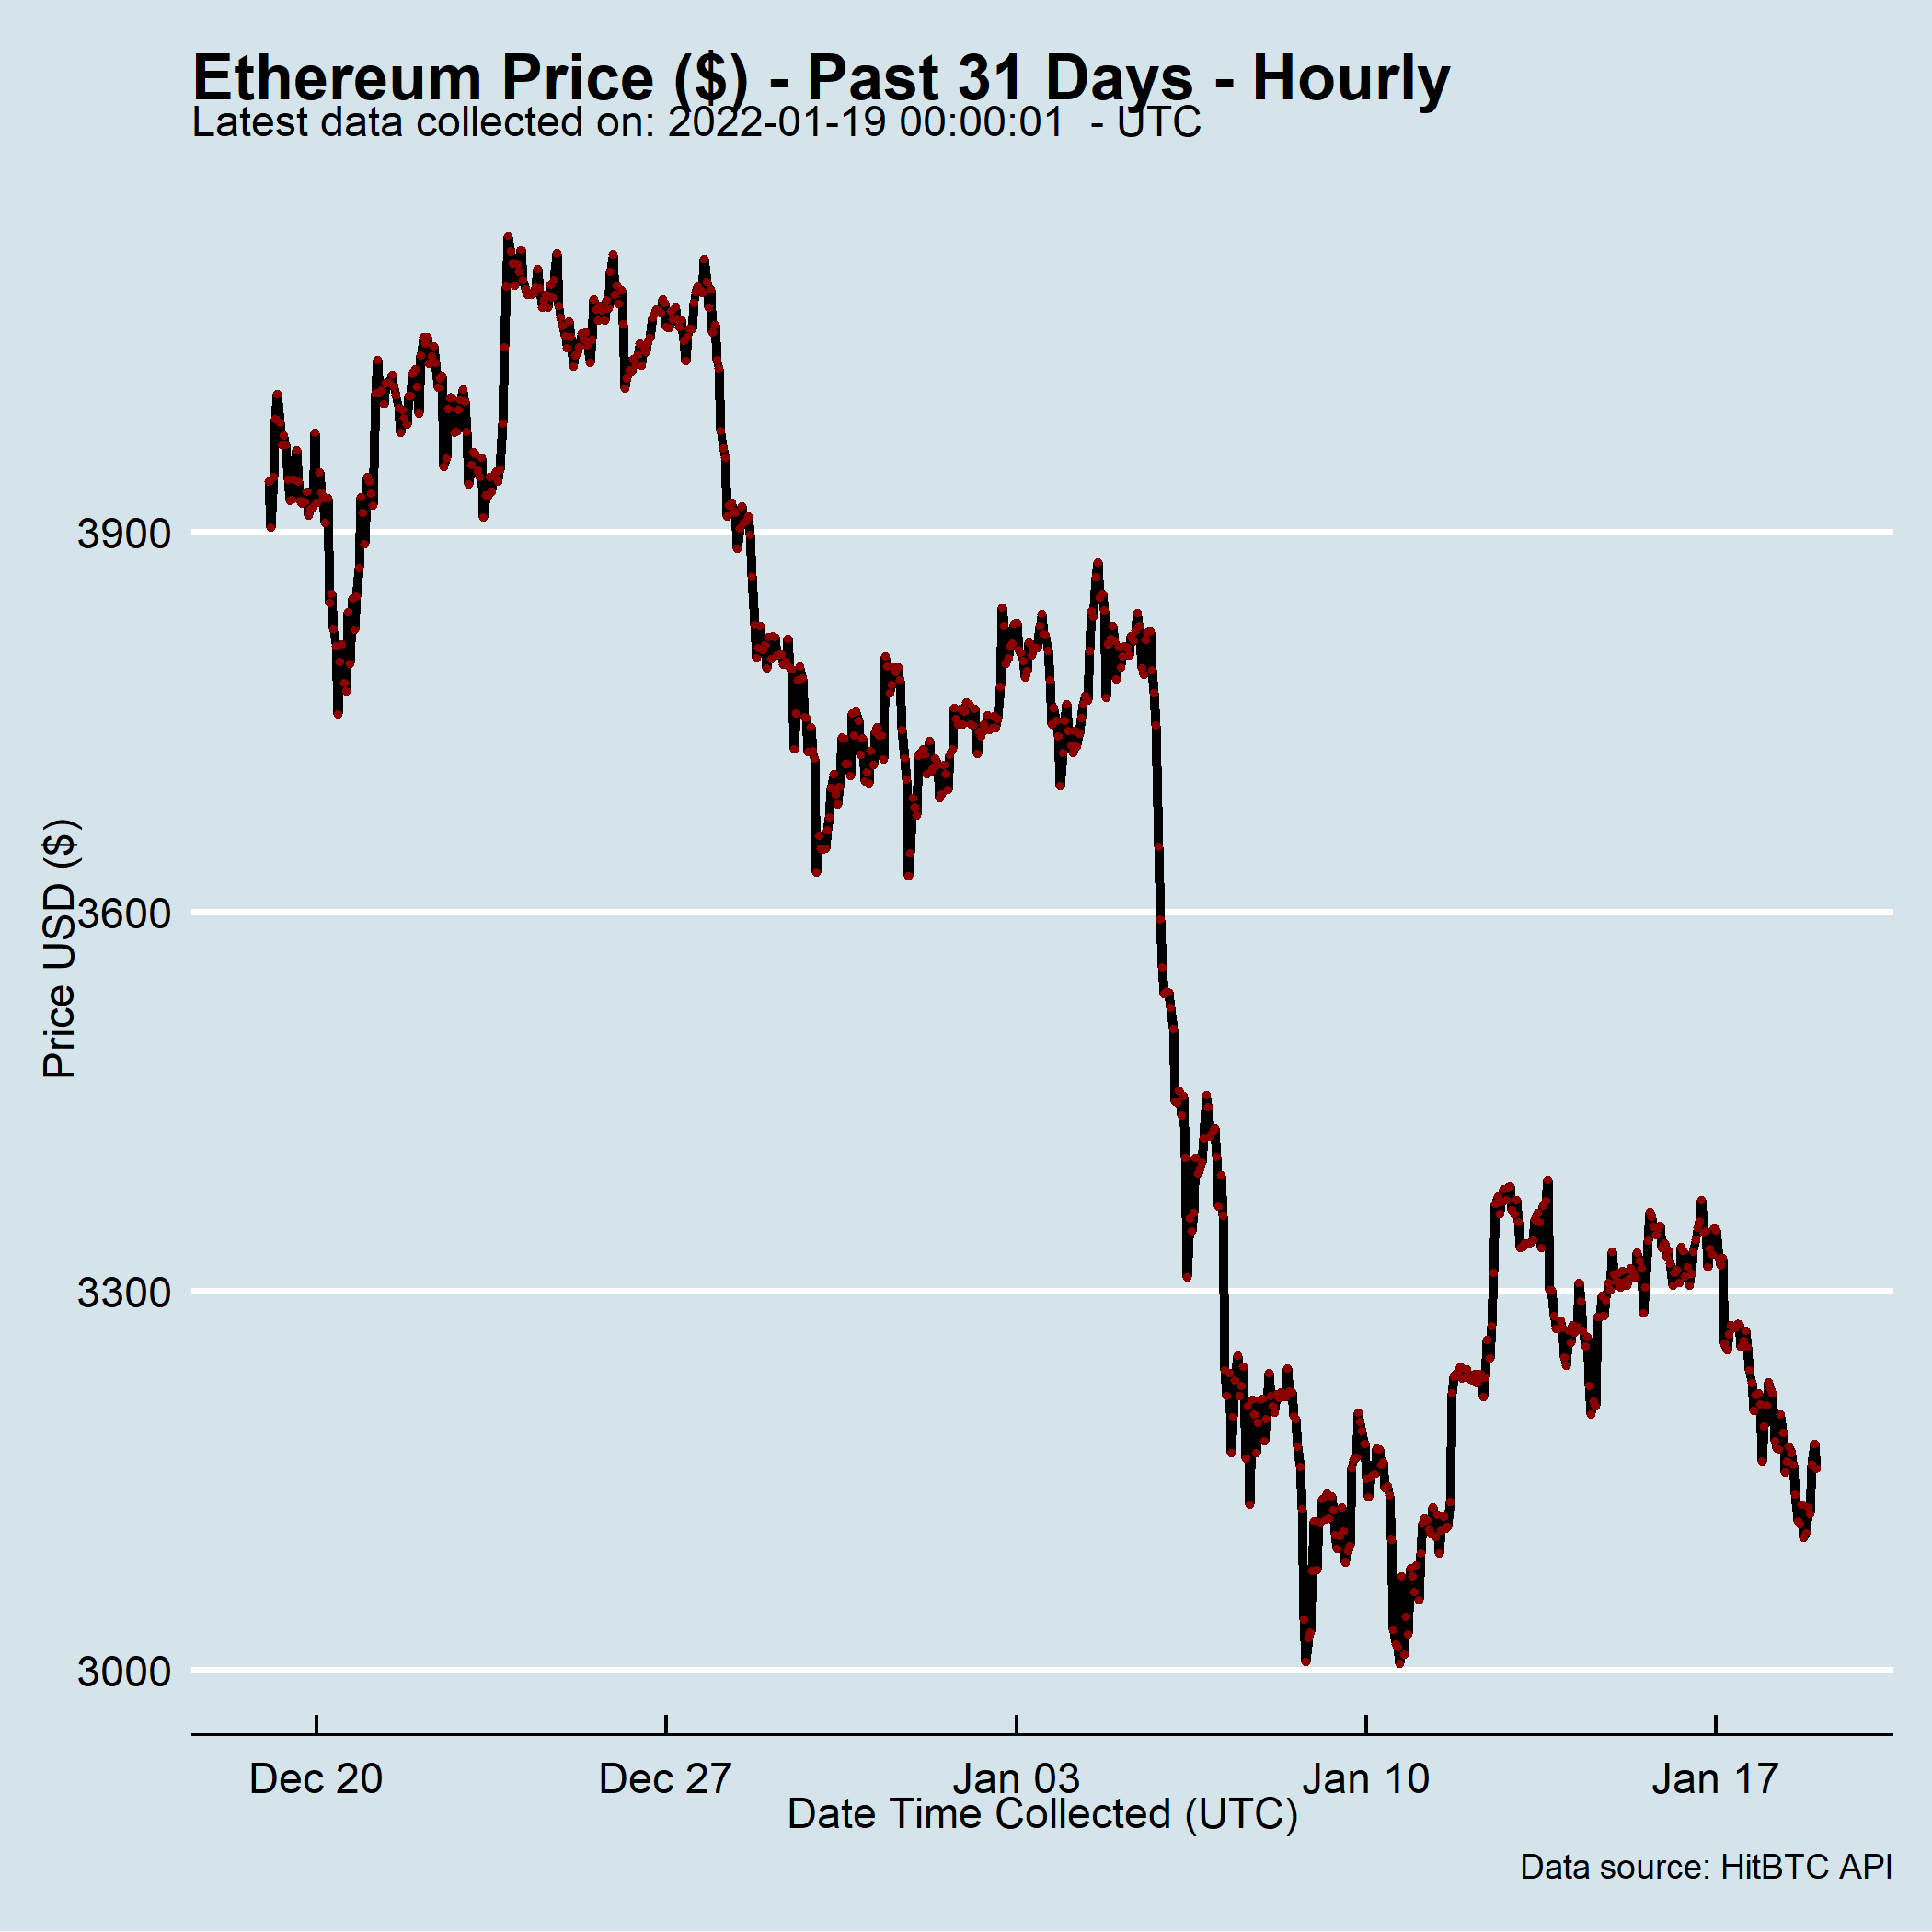 Ethereum Price ($) - Past 31 Days - Hourly
Latest data collected on: 2022-01-19 00:00:01  - UTC
Price USD ($)
3900
3600
3300
3000
Dec 20
Dec 27
Jan 03
Jan 10
Jan 17
Date Time Collected (UTC)
Data source: HitBTC API